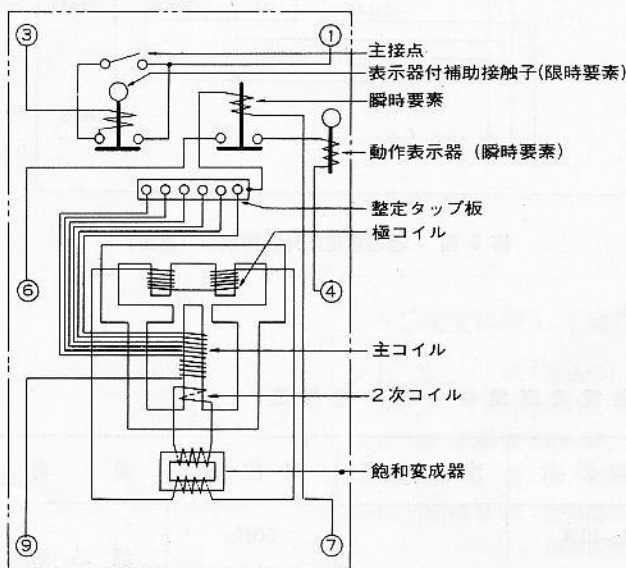 ③
①
主接点
表示器付補助接触子(限時要素)
瞬時要素
動作表示器 (瞬時要素)
整定タップ板
極コイル
⑥
④
主コイル
2次コイル
飽和変成器
⑨
⑦